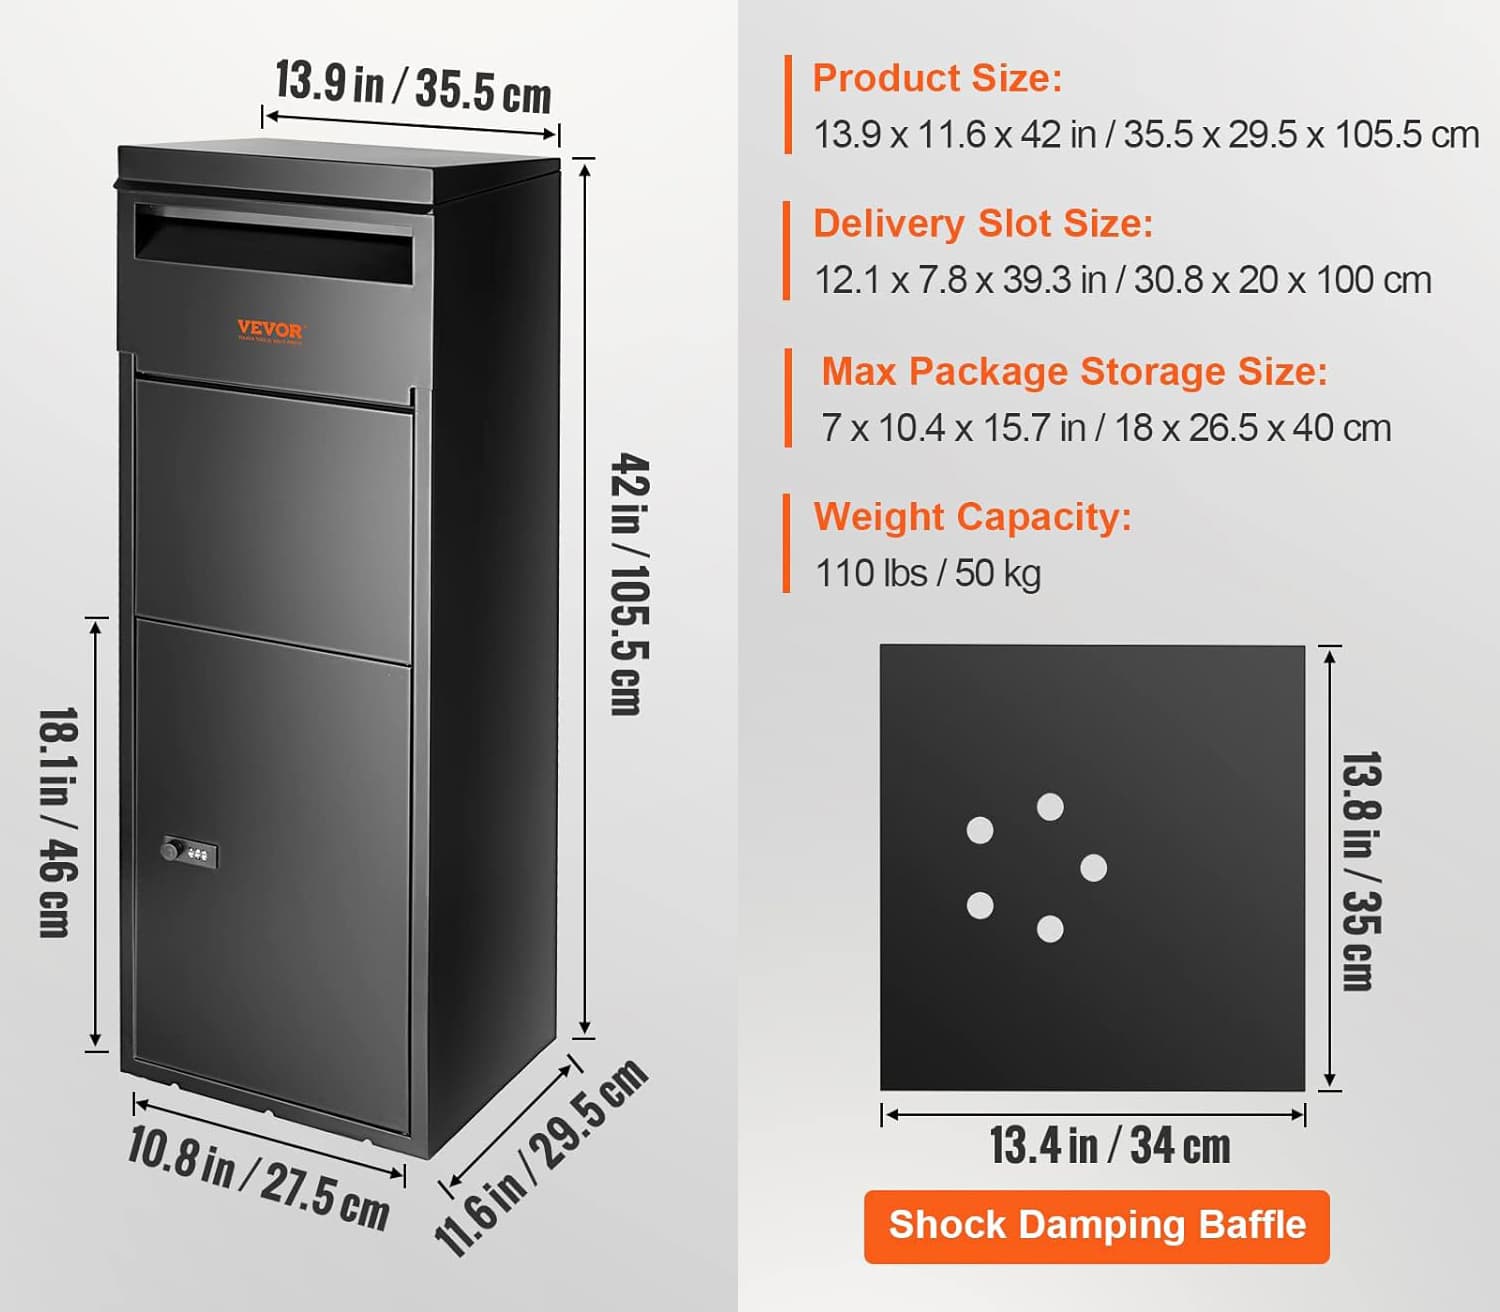 13.9 in / 35.5 cm
VEVOR
42 in / 105.5 cm
18.1 in / 46 cm
10.8 in / 27.5 cm
11.6 in / 29.5 cm
Product Size:
13.9 x 11.6 x 42 in / 35.5 x 29.5 x 105.5 cm
Delivery Slot Size:
12.1 x 7.8 x 39.3 in / 30.8 x 20 x 100 cm
Max Package Storage Size:
7 x 10.4 x 15.7 in / 18 x 26.5 x 40 cm
Weight Capacity:
110 lbs / 50 kg
13.8 in / 35 cm
13.4 in / 34 cm
Shock Damping Baffle